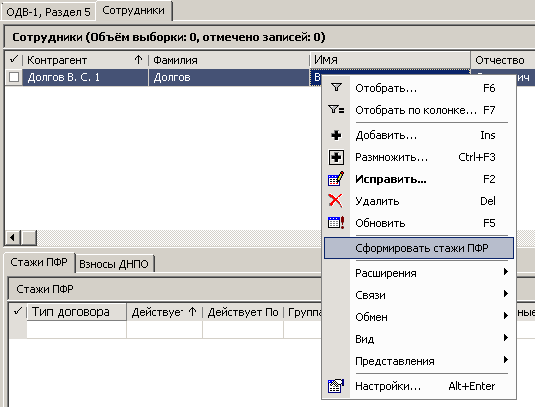 ОДВ-1, Раздел 5 Сотрудники
Сотрудники (Объём выборки: 0, отмечено записей: 0)
Контрагент Фамилия Имя Отчество
Долгов В. С. 1 Долгов В
Отобрать... F6
Отобрать по колонке... F7
Добавить... Ins
Размножить... Ctrl+F3
Исправить... F2
Удалить Del
Обновить F5
Сформировать стажи ПФР
Расширения
Связи
Обмен
Вид
Представления
Настройки... Alt+Enter
Стажи ПФР Взносы ДНПО
Стажи ПФР
Тип договора Действует Действует По Группа